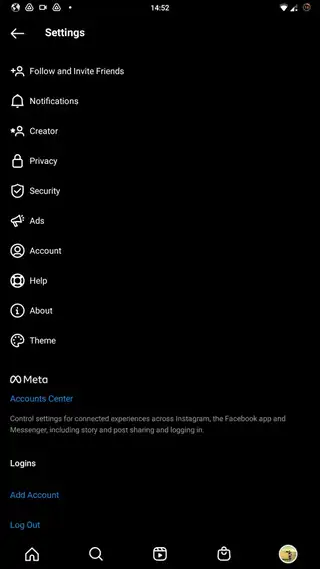 14:52
Settings
Follow and Invite Friends
Notifications
Creator
Privacy
Security
Ads
Account
Help
About
Theme
Meta
Accounts Center
Control settings for connected experiences across Instagram, the Facebook app and
Messenger, including story and post sharing and logging in.
Logins
Add Account
Log Out